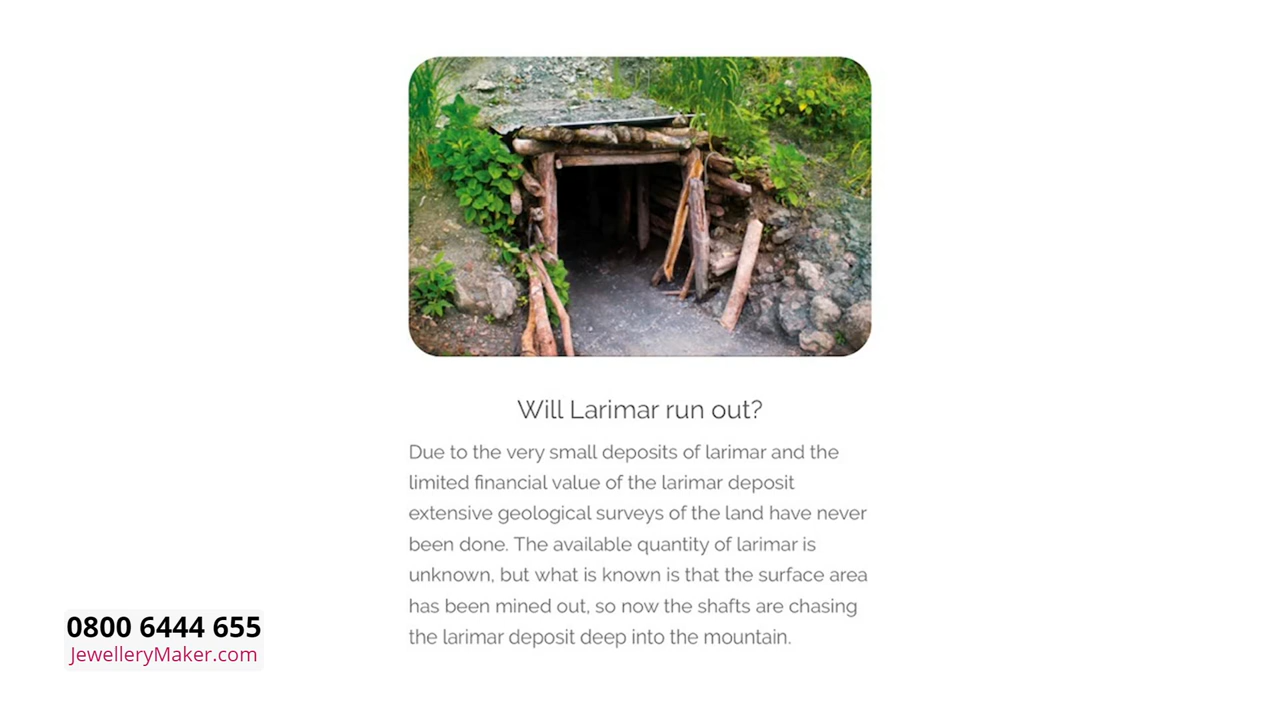 Will Larimar run out?
Due to the very small deposits of larimar and the
limited financial value of the larimar deposit
extensive geological surveys of the land have never
been done. The available quantity of larimar is
unknown, but what is known is that the surface area
has been mined out, so now the shafts are chasing
the larimar deposit deep into the mountain.
0800 6444 655
JewelleryMaker.com